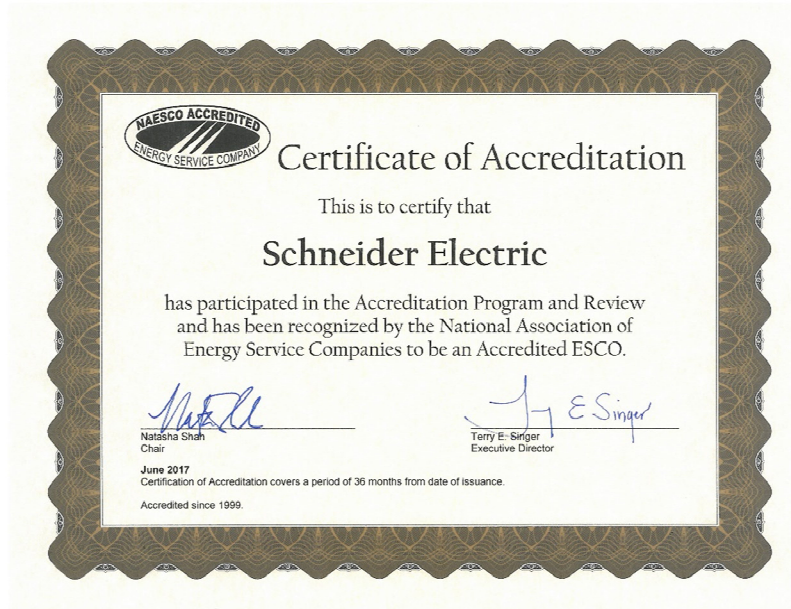 NAESCO ACCREDITED
ENERGY SERVICE COMPANY
Certificate of Accreditation
This is to certify that
Schneider Electric
has participated in the Accreditation Program and Review
and has been recognized by the National Association of
Energy Service Companies to be an Accredited ESCO.
E Singer
Natasha Shah
Chair
Terry E. Singer
Executive Director
June 2017
Certification of Accreditation covers a period of 36 months from date of issuance.
Accredited since 1999.